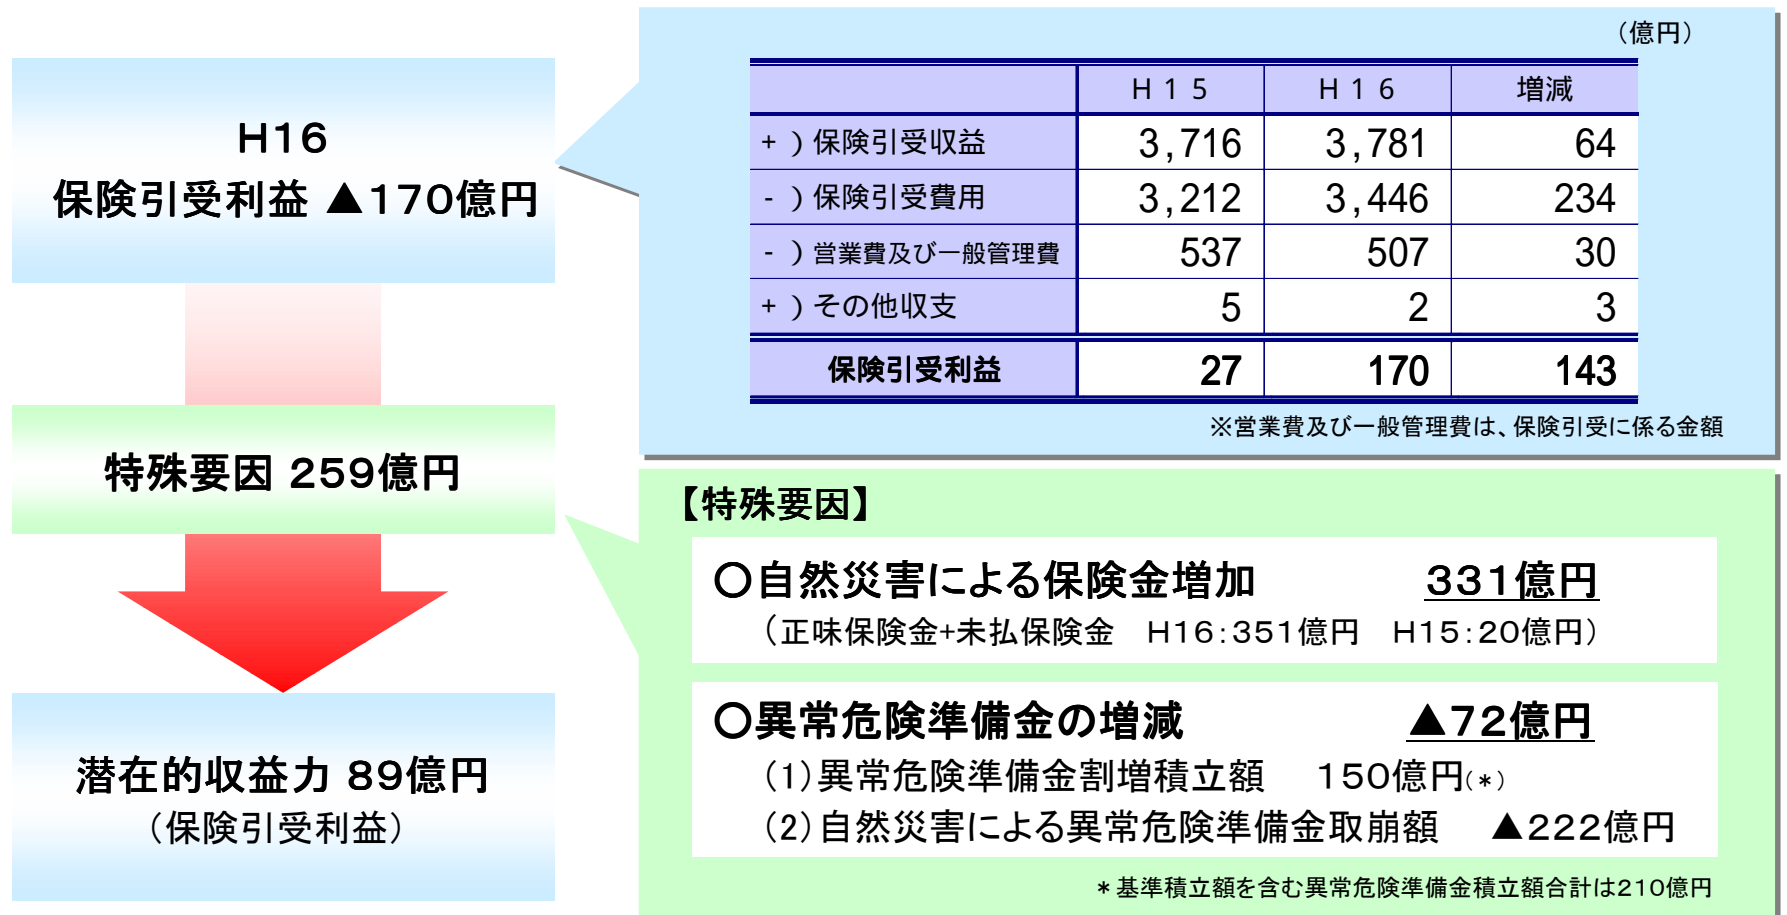 H16
保険引受利益 ▲170億円
特殊要因 259億円
潜在的収益力 89億円
（保険引受利益）
（億円）
H 1 5 H 1 6 増減
+ ) 保険引受収益 3,716 3,781 64
- ) 保険引受費用 3,212 3,446 234
- ) 営業費及び一般管理費 537 507 30
+ ) その他収支 5 2 3
保険引受利益 27 170 143
※営業費及び一般管理費は、保険引受に係る金額
【特殊要因】
○自然災害による保険金増加 331億円
（正味保険金+未払保険金 H16：351億円 H15：20億円）
○異常危険準備金の増減 ▲72億円
（1）異常危険準備金割増積立額 150億円(*)
（2）自然災害による異常危険準備金取崩額 ▲222億円
*基準積立額を含む異常危険準備金積立額合計は210億円